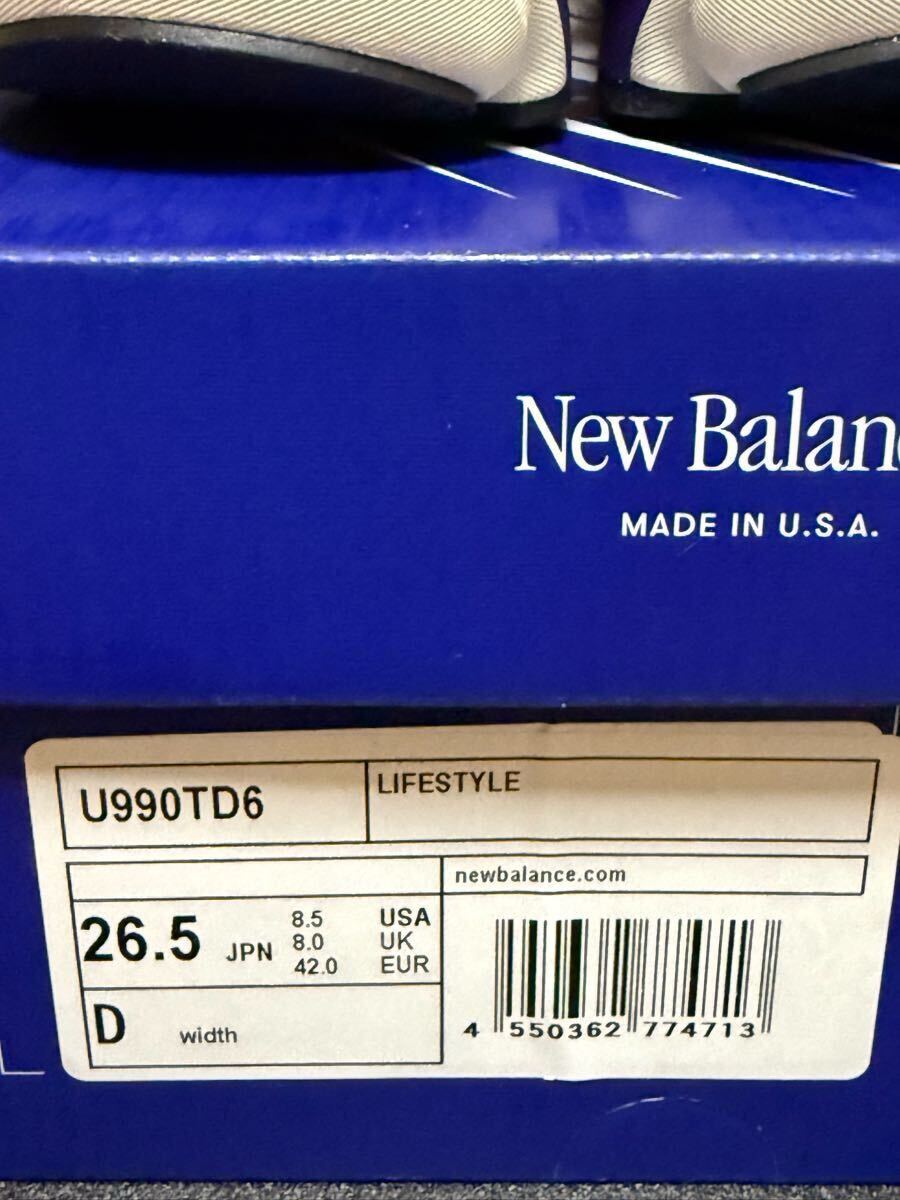 New Balan
MADE IN U.S.A.
U990TD6
LIFESTYLE
newbalance.com
26.5 JPN
8.5 USA
8.0 UK
42.0 EUR
D width
4 550362 774713